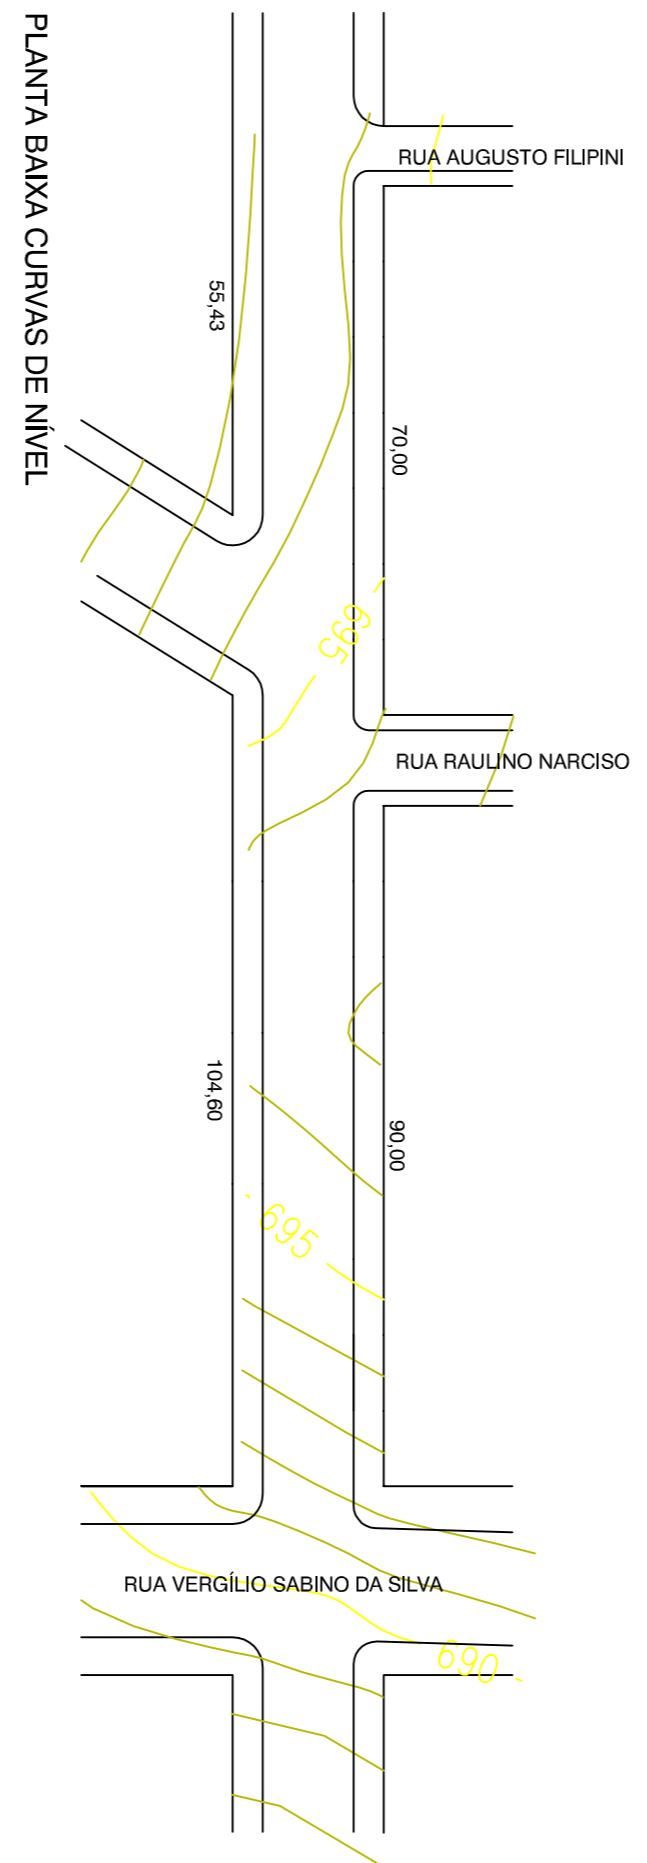 PLANTA BAIXA CURVAS DE NÍVEL
RUA AUGUSTO FILIPINI
55,43
70,00
695
RUA RAULINO NARCISO
104,60
90,00
695
RUA VERGÍLIO SABINO DA SILVA
690